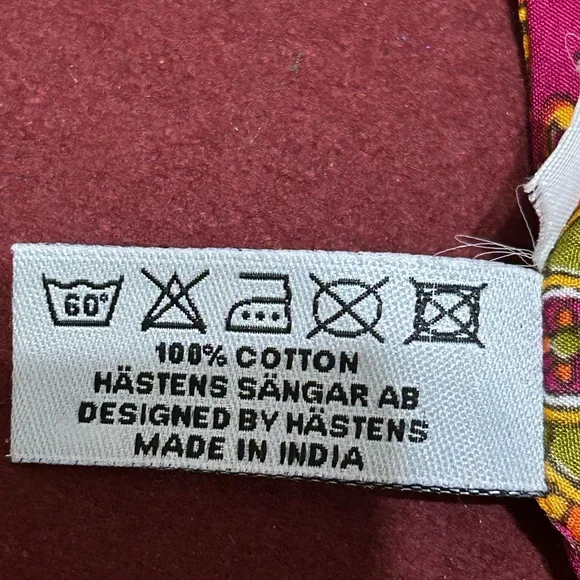 60°
100% COTTON
HÄSTENS SÄNGAR AB
DESIGNED BY HÄSTENS
MADE IN INDIA